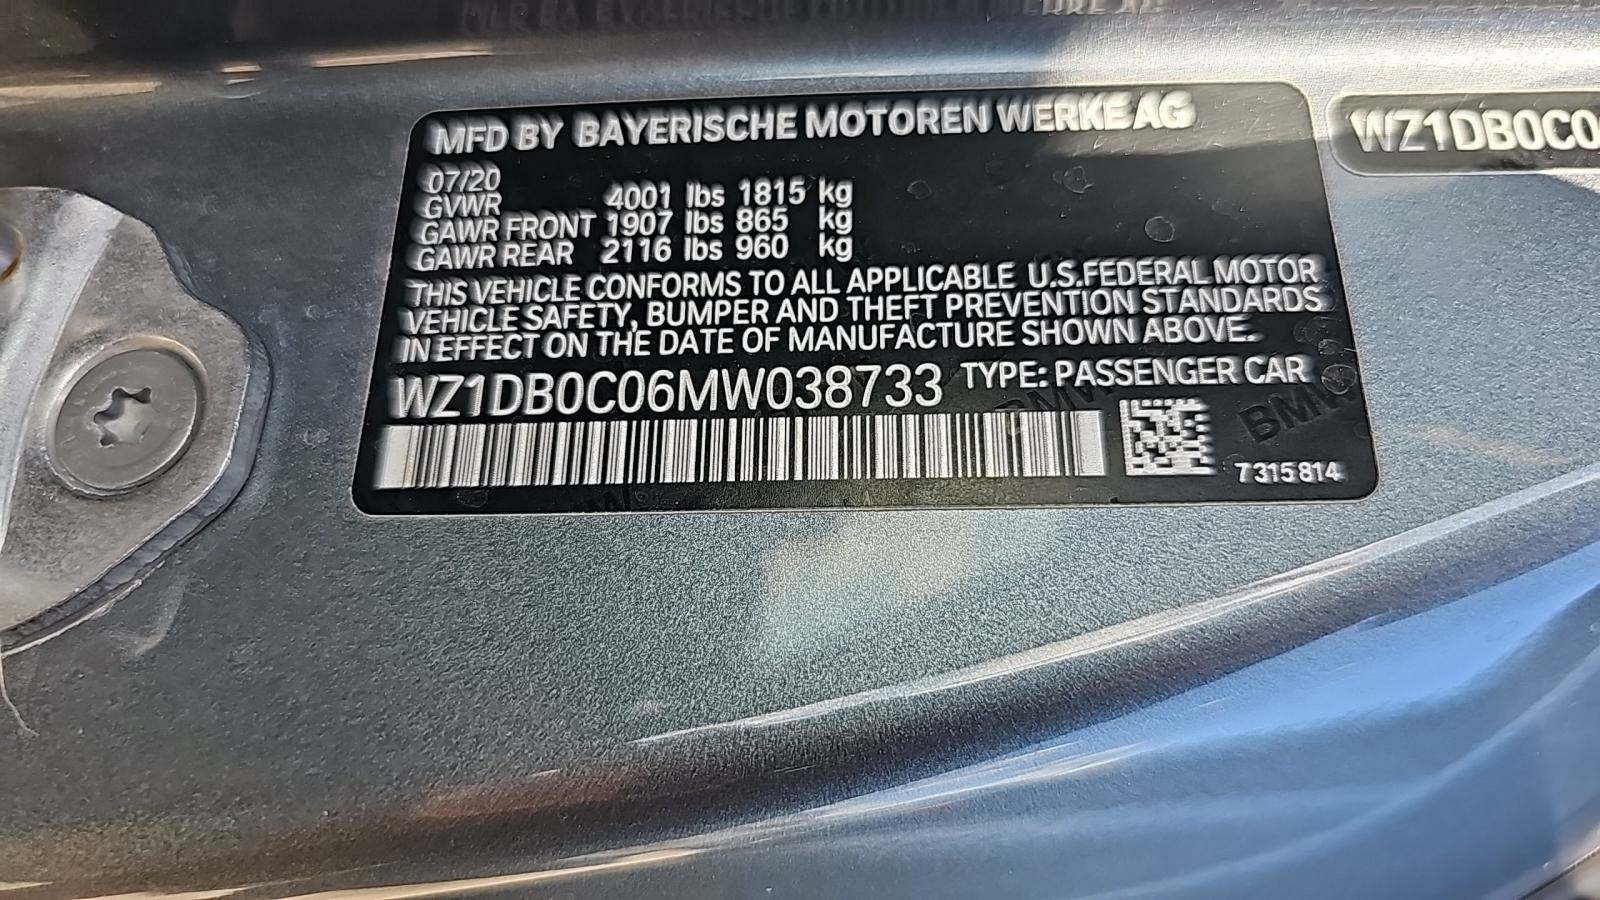 MFD BY BAYERISCHE MOTOREN WERKE AG
WZ1DB0C0
07/20
GVWR 4001 lbs 1815 kg
GAWR FRONT 1907 lbs 865 kg
GAWR REAR 2116 lbs 960 kg
THIS VEHICLE CONFORMS TO ALL APPLICABLE U.S.FEDERAL MOTOR
VEHICLE SAFETY, BUMPER AND THEFT PREVENTION STANDARDS
IN EFFECT ON THE DATE OF MANUFACTURE SHOWN ABOVE.
WZ1DB0C06MW038733 TYPE: PASSENGER CAR
BMW
BMW
7315814